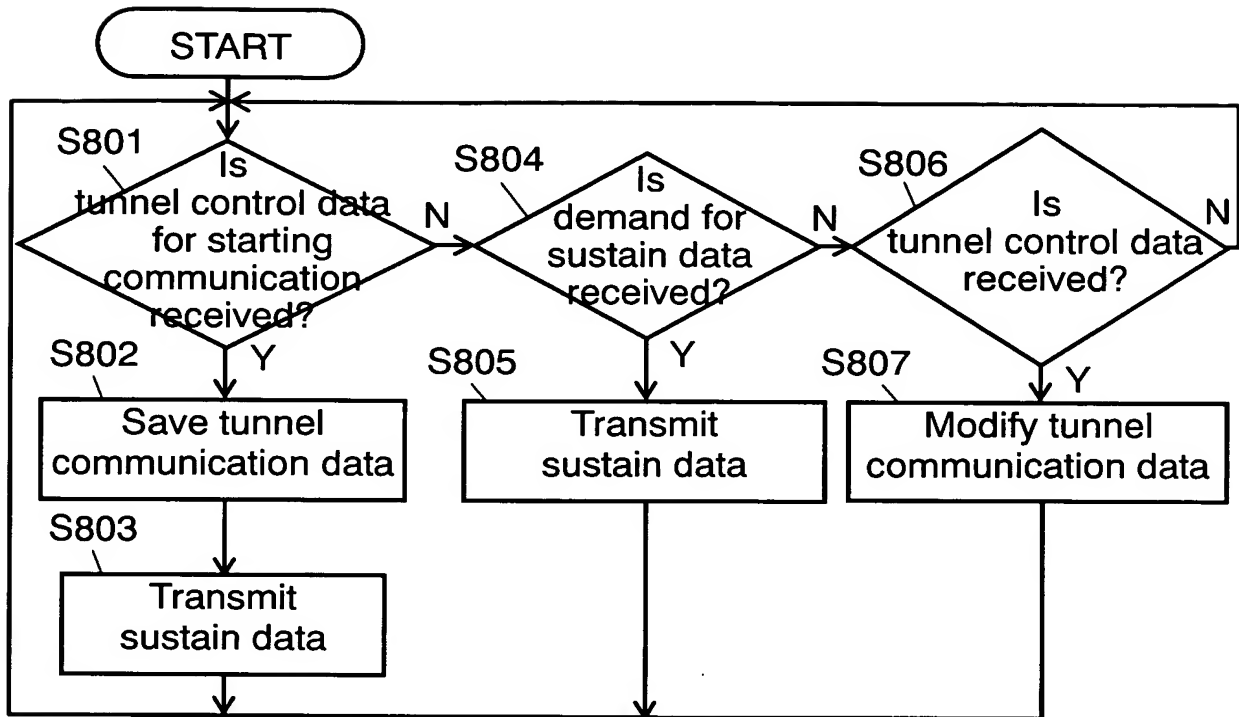 START
S801
Is
tunnel control data
for starting
communication
received?
N
Y
S802
Save tunnel
communication data
S803
Transmit
sustain data
S804
Is
demand for
sustain data
received?
N
Y
S805
Transmit
sustain data
S806
Is
tunnel control data
received?
N
Y
S807
Modify tunnel
communication data